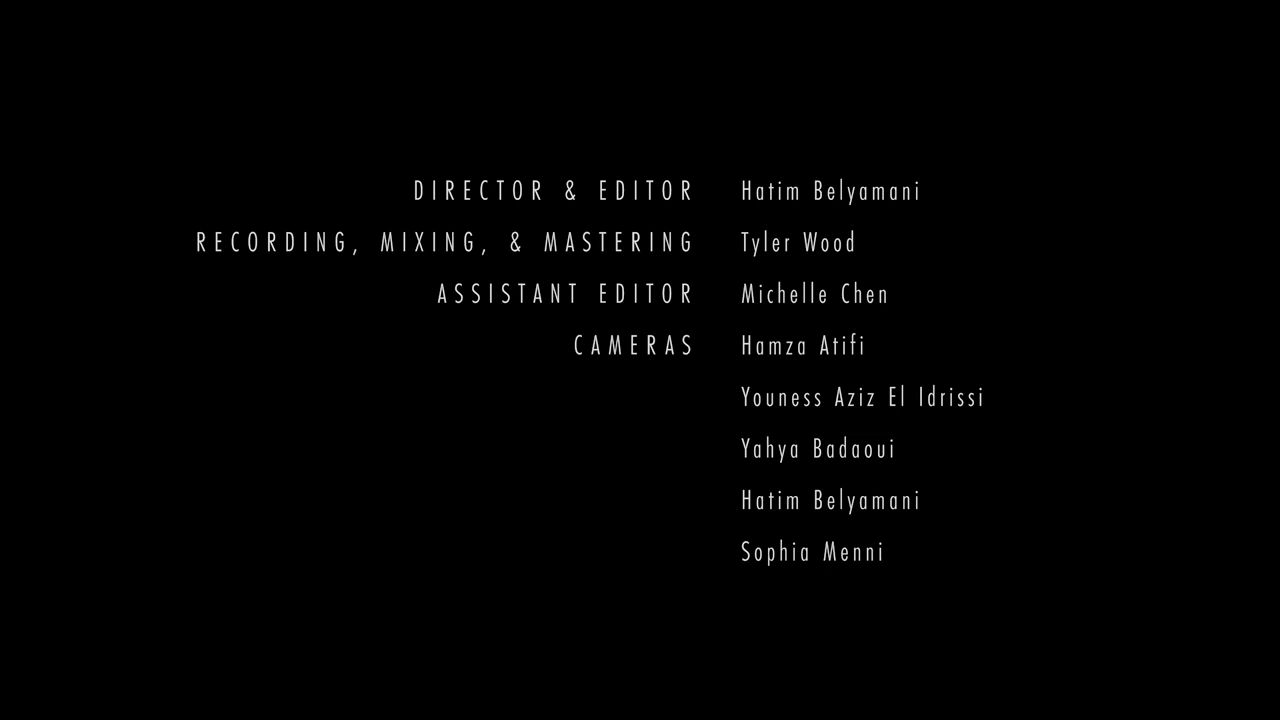 DIRECTOR & EDITOR Hatim Belyamani
RECORDING, MIXING, & MASTERING Tyler Wood
ASSISTANT EDITOR Michelle Chen
CAMERAS Hamza Atifi
Youness Aziz El Idrissi
Yahya Badaoui
Hatim Belyamani
Sophia Menni